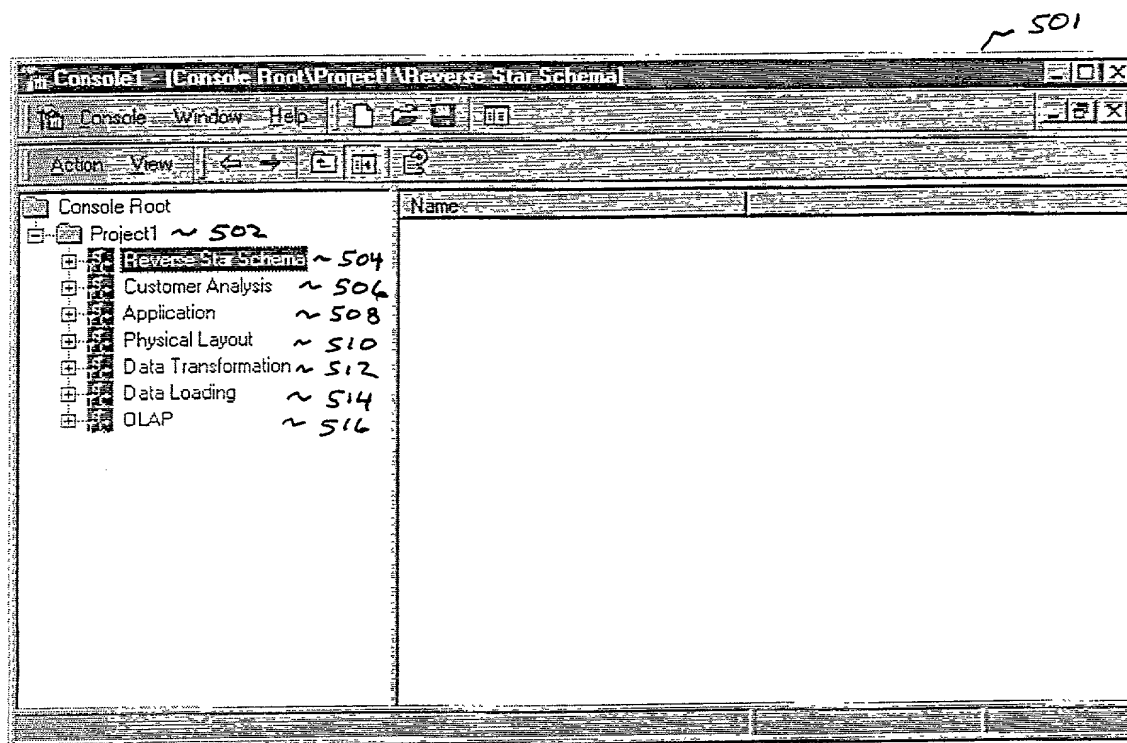 ~ 501
Console1 - [Console Root\Project1\Reverse Star Schema]
Console Window Help
Action View
Console Root
Name
Project1 ~ 502
Reverse Star Schema ~ 504
Customer Analysis ~ 506
Application ~ 508
Physical Layout ~ 510
Data Transformation ~ 512
Data Loading ~ 514
OLAP ~ 516